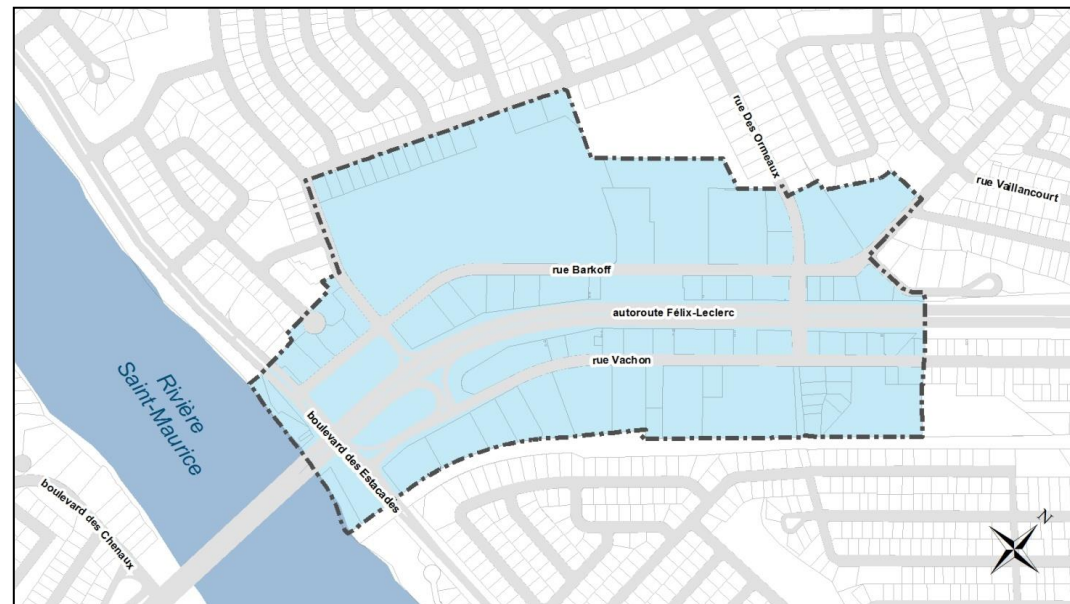 rue Des Ormeaux
rue Vaillancourt
rue Barkoff
autoroute Félix-Leclerc
rue Vachon
Rivière
Saint-Maurice
boulevard des Estacades
boulevard des Chenaux
N